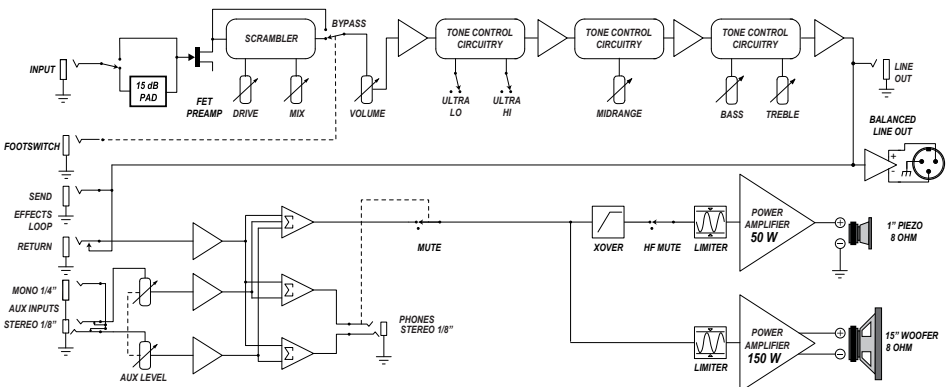 BYPASS
SCRAMBLER
TONE CONTROL
CIRCUITRY
TONE CONTROL
CIRCUITRY
TONE CONTROL
CIRCUITRY
INPUT
15 dB
PAD
FET
PREAMP
DRIVE
MIX
VOLUME
ULTRA
LO
ULTRA
HI
MIDRANGE
BASS
TREBLE
LINE
OUT
BALANCED
LINE OUT
+
-
FOOTSWITCH
SEND
EFFECTS
LOOP
RETURN
Σ
MUTE
XOVER
HF MUTE
LIMITER
POWER
AMPLIFIER
50 W
+
−
1" PIEZO
8 OHM
MONO 1/4"
AUX INPUTS
STEREO 1/8"
AUX LEVEL
Σ
Σ
PHONES
STEREO 1/8"
LIMITER
POWER
AMPLIFIER
150 W
+
−
15" WOOFER
8 OHM